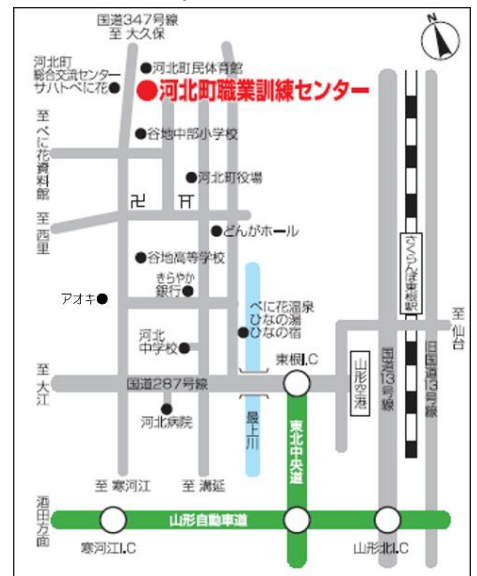 国道347号線
至 大久保
N
河北町
総合交流センター
サハトべに花
河北町民体育館
河北町職業訓練センター
至 べに花資料館
谷地中部小学校
河北町役場
卍
至 西里
どんがホール
谷地高等学校
きらやか
銀行
アオキ
べに花温泉
ひなの湯
ひなの宿
さくらんぼ東根駅
至 仙台
河北
中学校
東根I.C
山形空港
国道13号線
旧国道13号線
至 大江
国道287号線
河北病院
最上川
東北中央道
至 寒河江
至 溝延
酒田方面
山形自動車道
寒河江I.C
山形北I.C